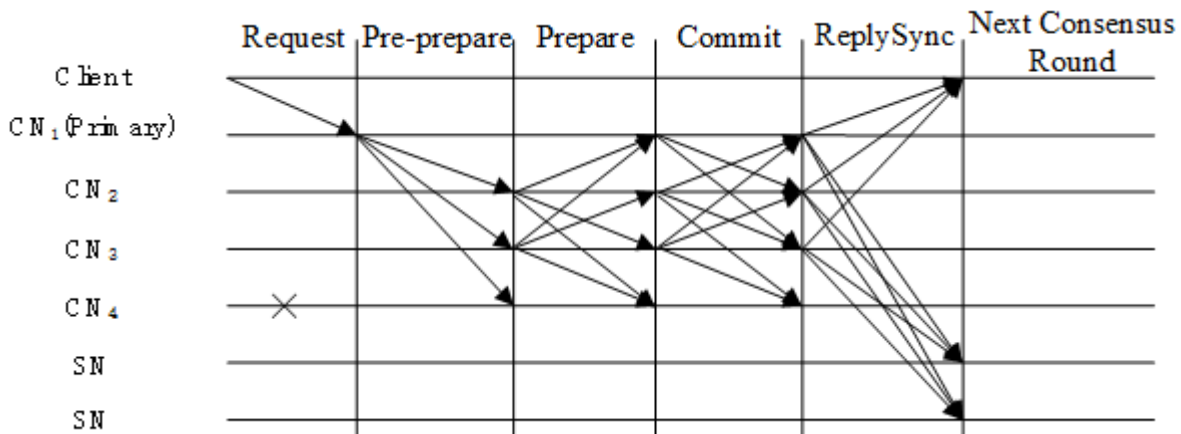 Request Pre-prepare Prepare Commit ReplySync Next Consensus
Round
Client
CN₁(Primary)
CN₂
CN₃
CN₄
SN
SN